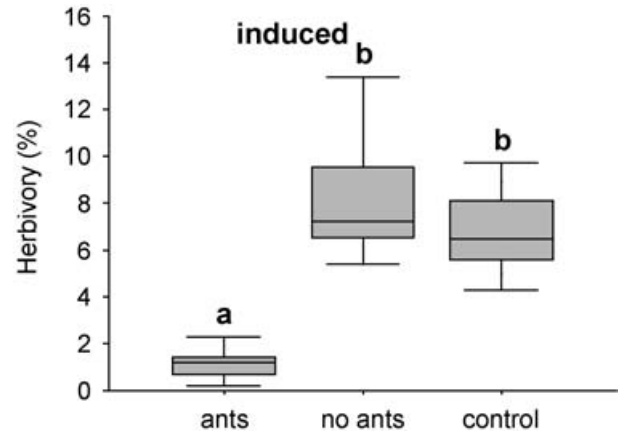 16
14
12
10
8
6
4
2
0
Herbivory (%)
induced
a
b
b
ants
no ants
control